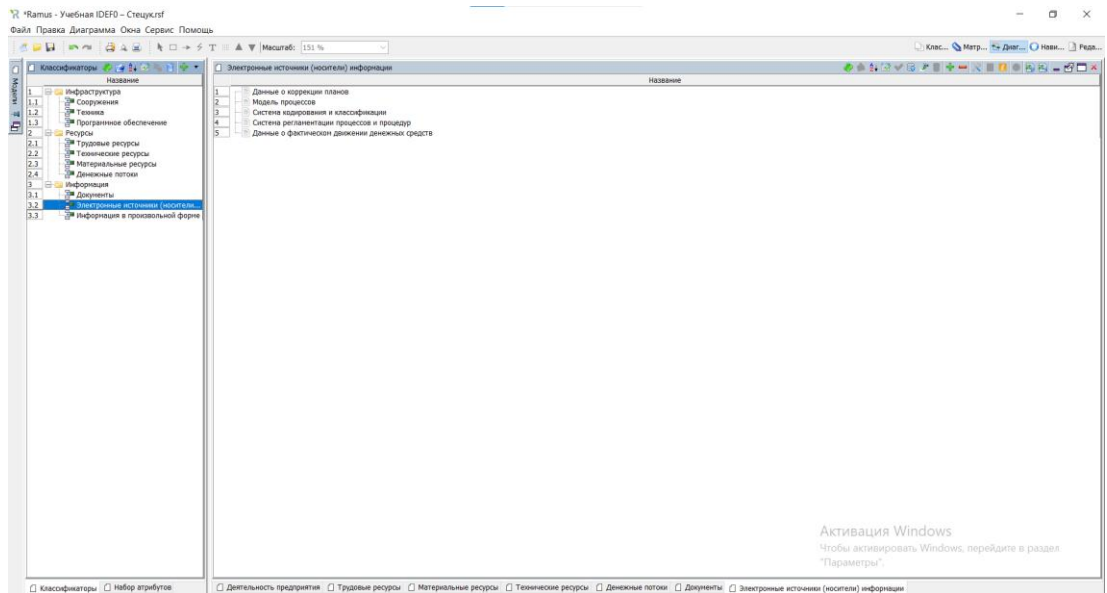 *Ramus - Учебная IDEF0 – Стецук.rsf
Файл Правка Диаграмма Окна Сервис Помощь
Масштаб: 151 %
Клас... Матр... Диаг... Нави... Реда...
Модели
Классификаторы
Название
1 Инфраструктура
1.1 Сооружения
1.2 Техника
1.3 Программное обеспечение
2 Ресурсы
2.1 Трудовые ресурсы
2.2 Технические ресурсы
2.3 Материальные ресурсы
2.4 Денежные потоки
3 Информация
3.1 Документы
3.2 Электронные источники (носители...
3.3 Информация в произвольной форме
Электронные источники (носители) информации
Название
1 Данные о коррекции планов
2 Модель процессов
3 Система кодирования и классификации
4 Система регламентации процессов и процедур
5 Данные о фактическом движении денежных средств
Активация Windows
Чтобы активировать Windows, перейдите в раздел
"Параметры".
Классификаторы Набор атрибутов
Деятельность предприятия Трудовые ресурсы Материальные ресурсы Технические ресурсы Денежные потоки Документы Электронные источники (носители) информации